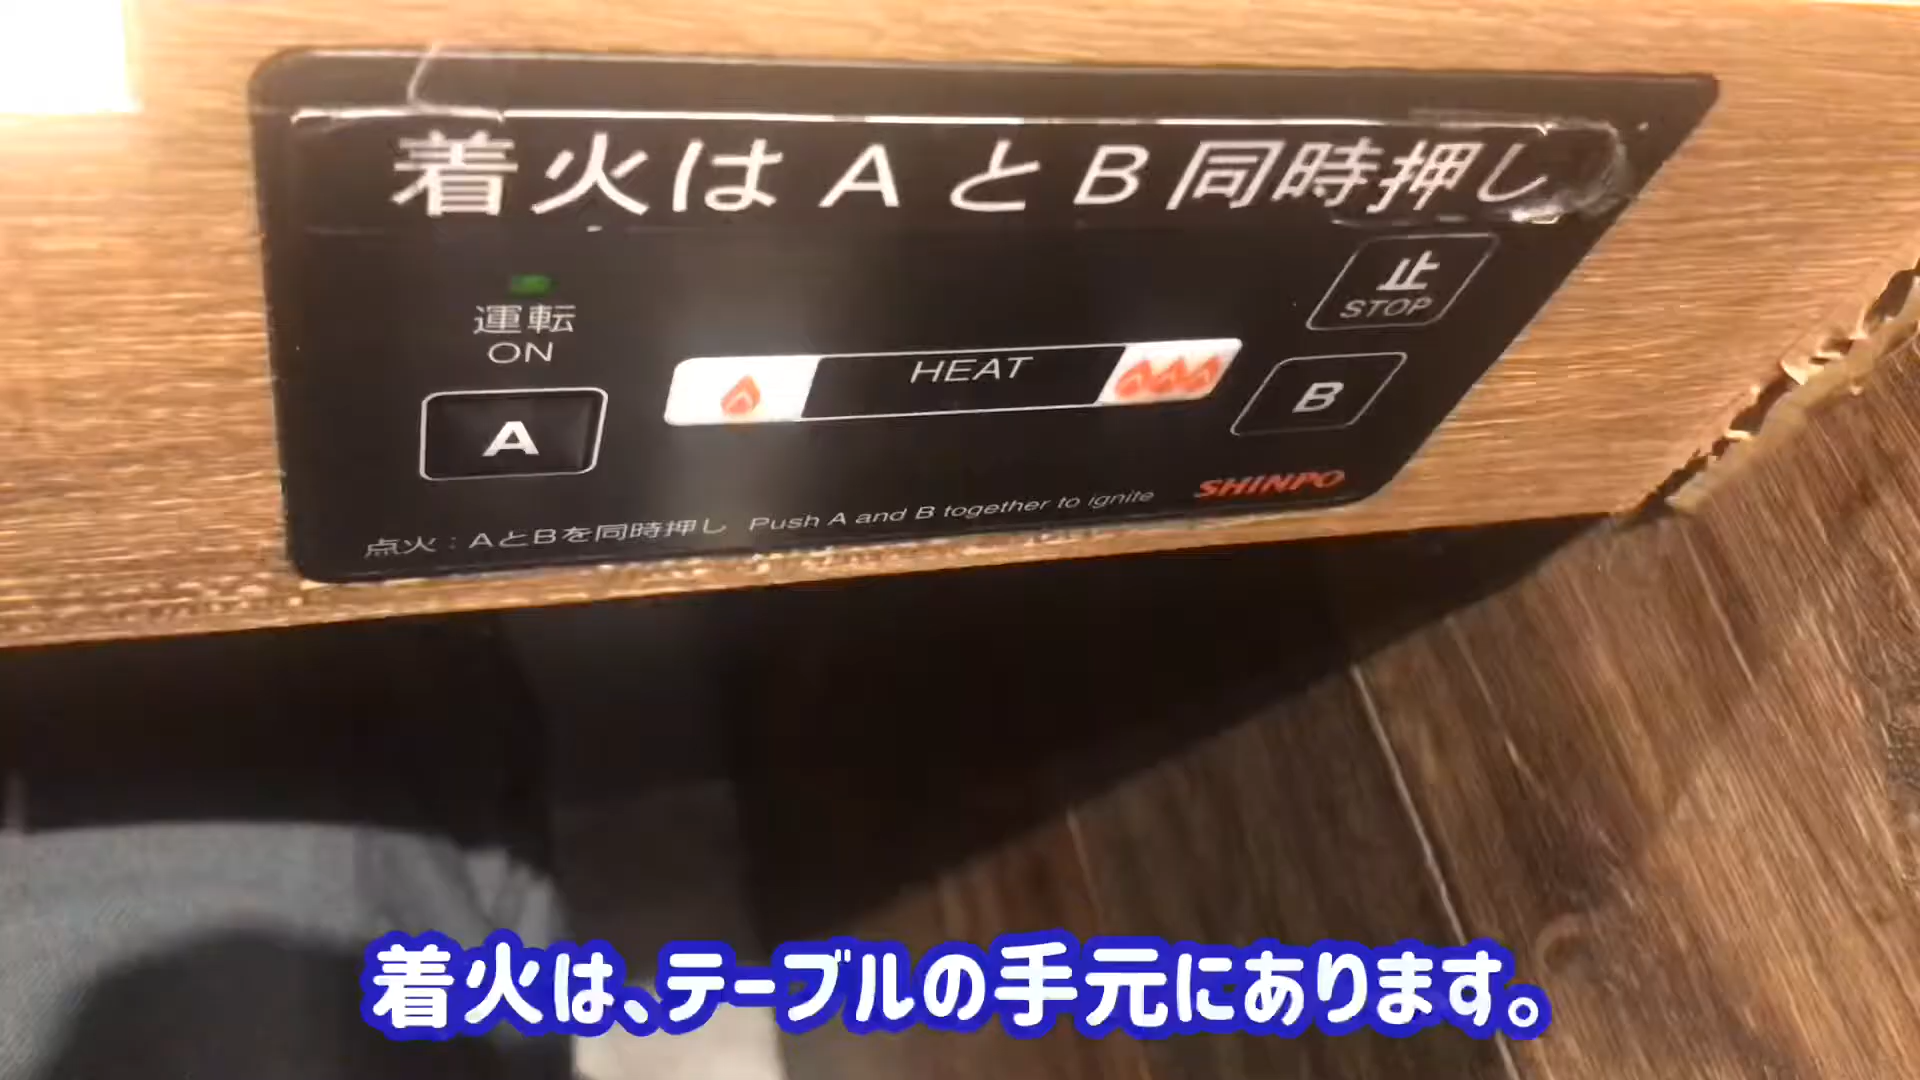 着火はAとB同時押し
運転
ON
止
STOP
HEAT
A
B
SHINPO
点火：AとBを同時押し Push A and B together to ignite
着火は、テーブルの手元にあります。